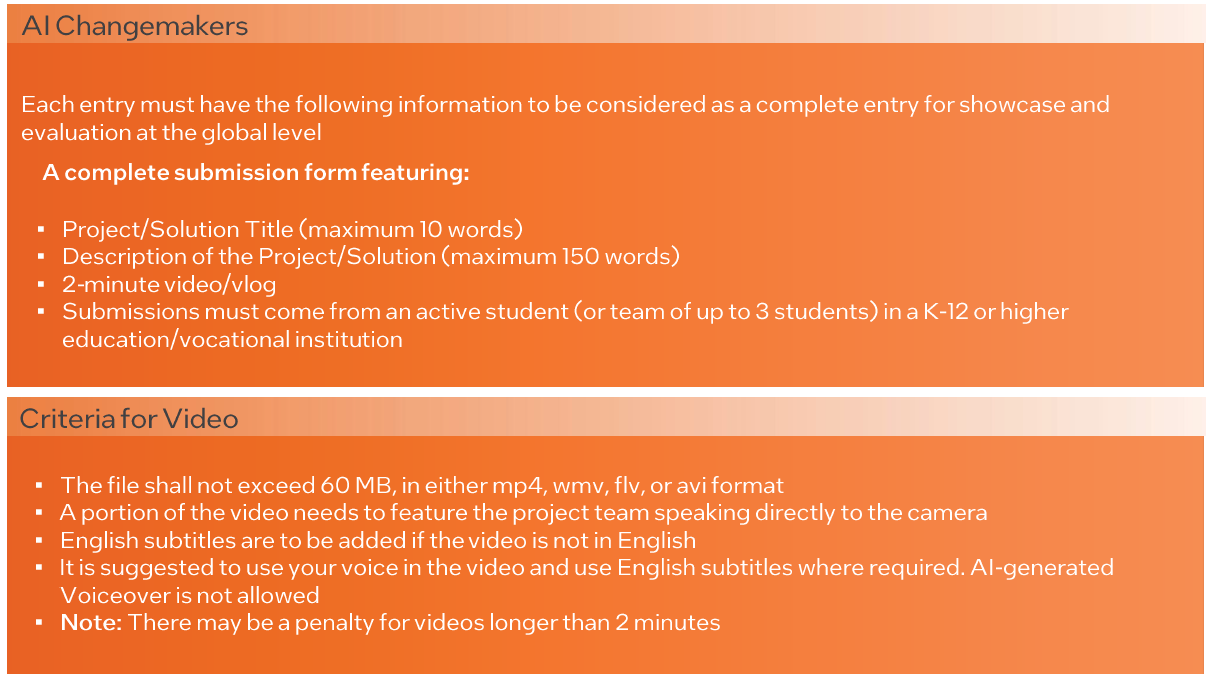 AI Changemakers
Each entry must have the following information to be considered as a complete entry for showcase and
evaluation at the global level
A complete submission form featuring:
▪ Project/Solution Title (maximum 10 words)
▪ Description of the Project/Solution (maximum 150 words)
▪ 2-minute video/vlog
▪ Submissions must come from an active student (or team of up to 3 students) in a K-12 or higher
education/vocational institution
Criteria for Video
▪ The file shall not exceed 60 MB, in either mp4, wmv, flv, or avi format
▪ A portion of the video needs to feature the project team speaking directly to the camera
▪ English subtitles are to be added if the video is not in English
▪ It is suggested to use your voice in the video and use English subtitles where required. AI-generated
Voiceover is not allowed
▪ Note: There may be a penalty for videos longer than 2 minutes